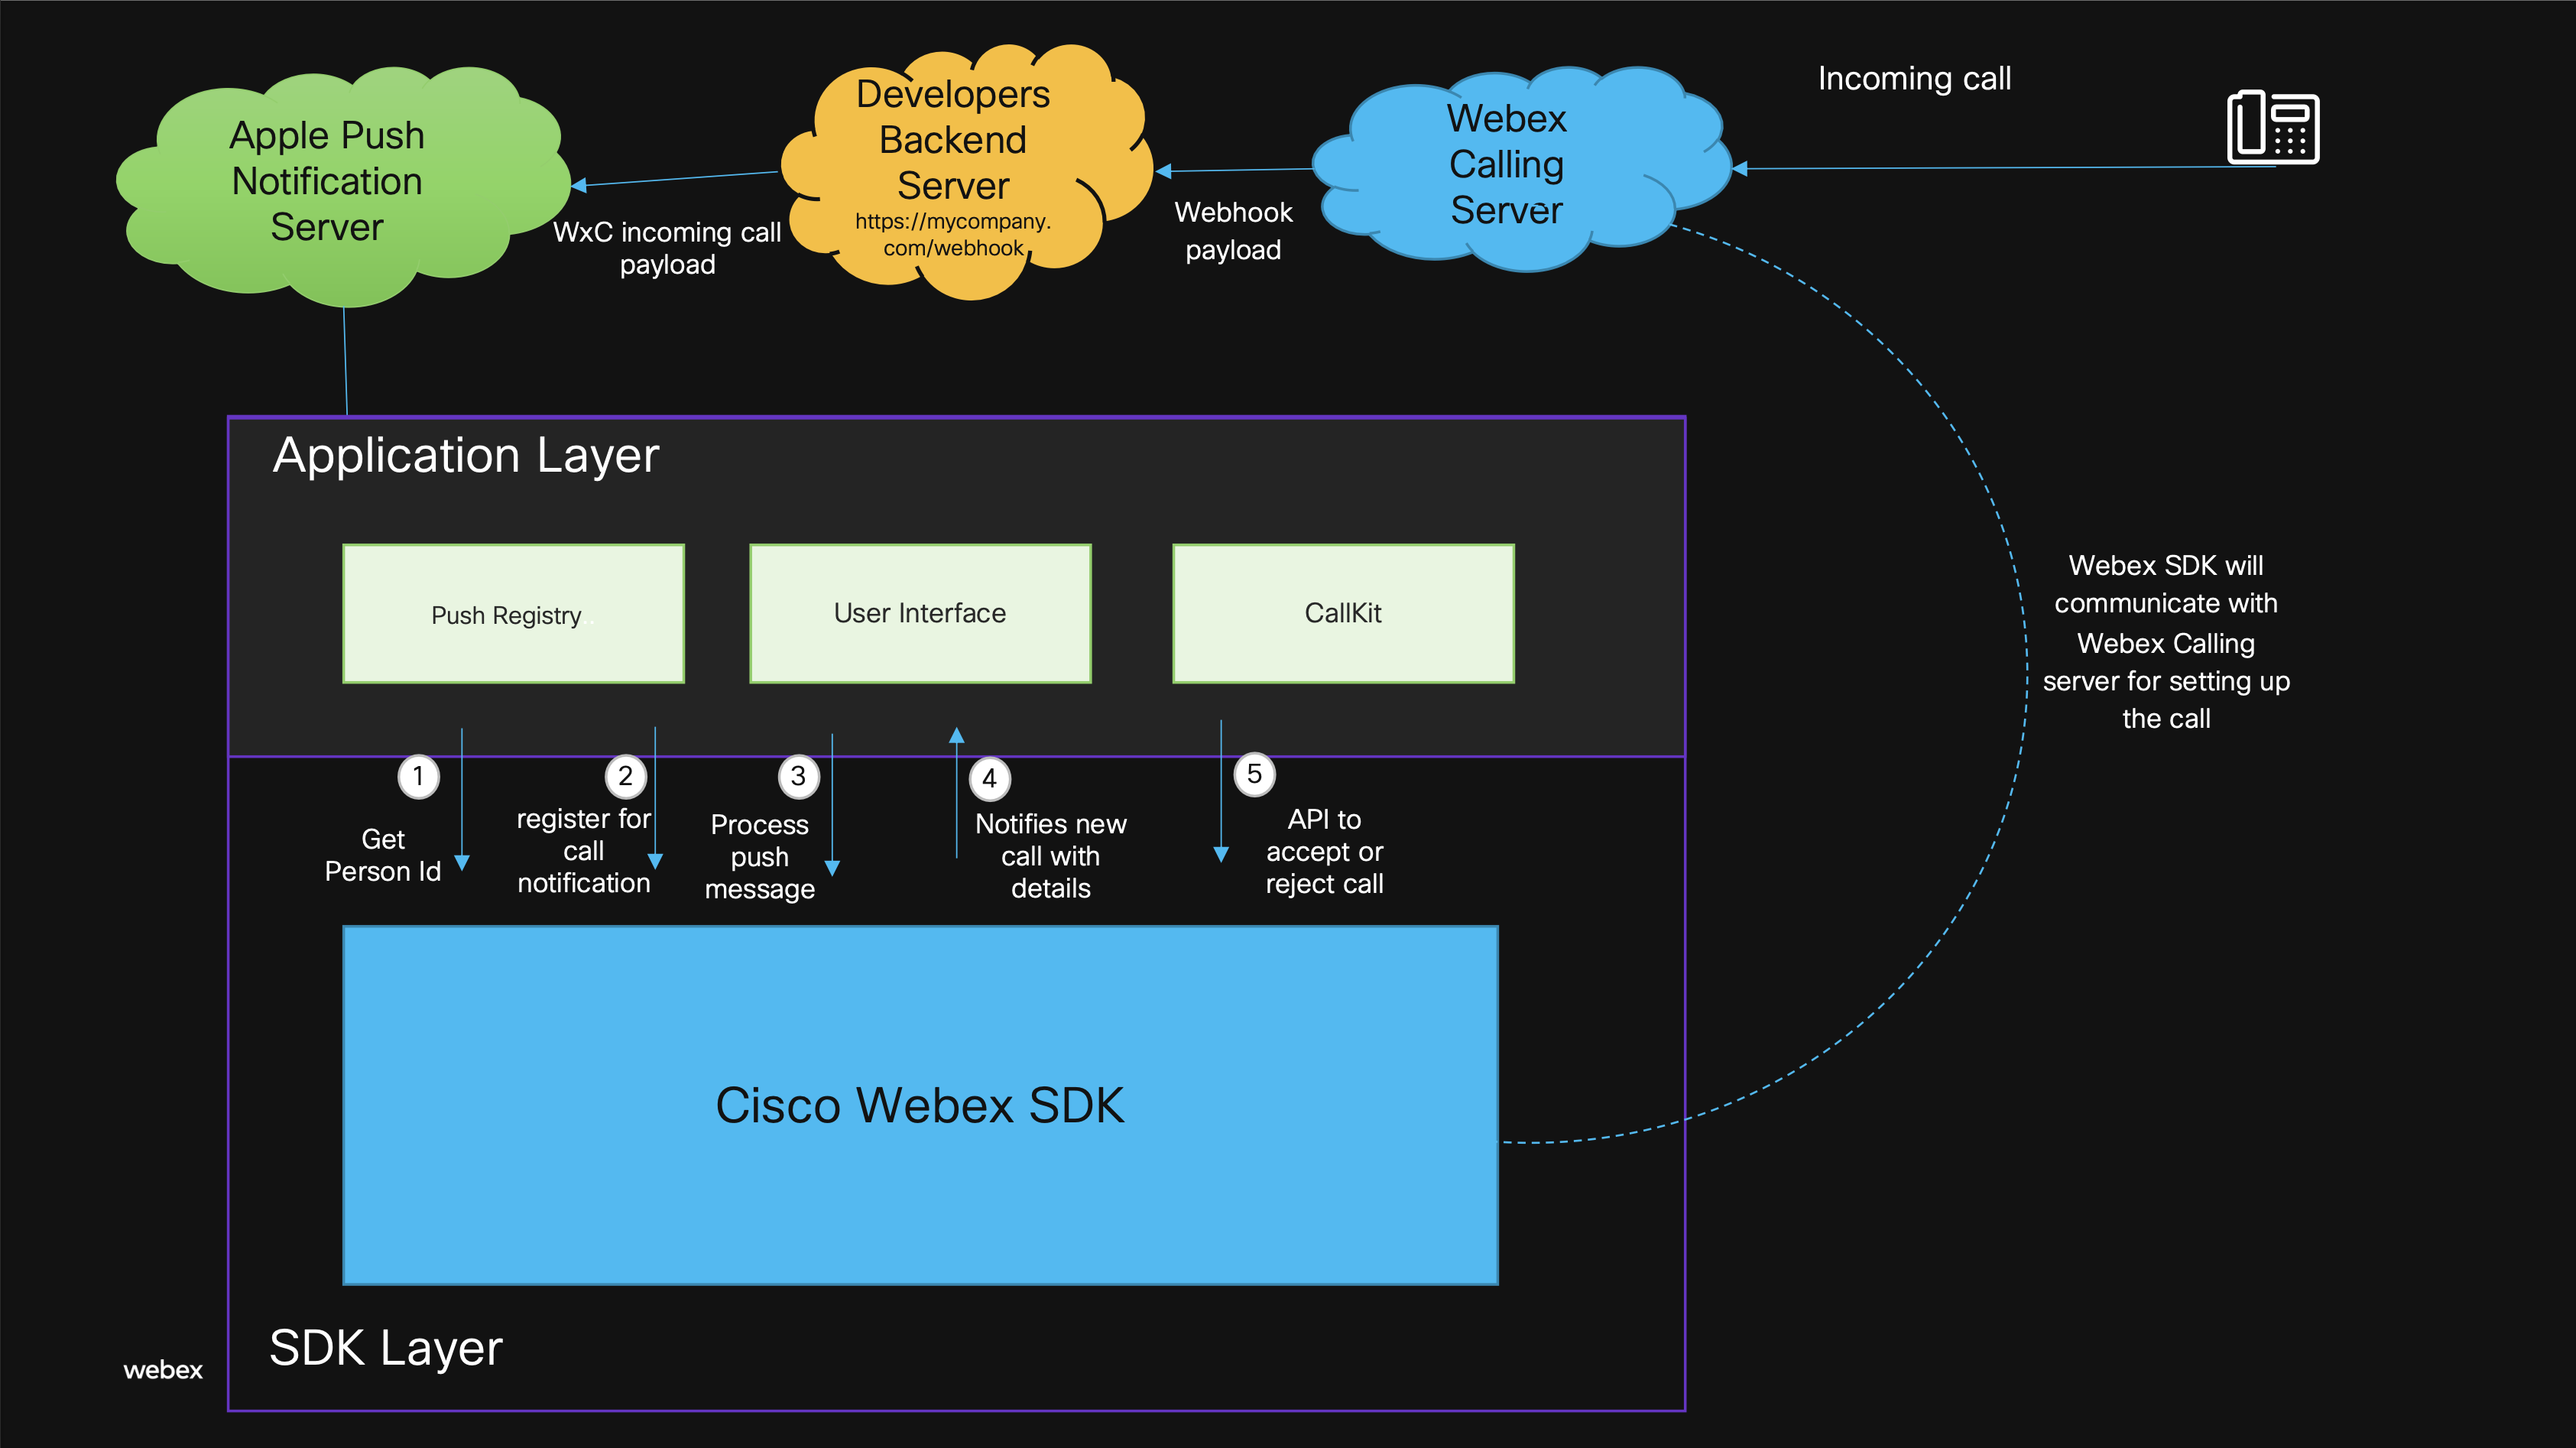 Incoming call
Apple Push
Notification
Server
WxC incoming call
payload
Developers
Backend
Server
https://mycompany.
com/webhook
Webhook
payload
Webex
Calling
Server
Application Layer
Push Registry..
User Interface
CallKit
Webex SDK will
communicate with
Webex Calling
server for setting up
the call
1
Get
Person Id
2
register for
call
notification
3
Process
push
message
4
Notifies new
call with
details
5
API to
accept or
reject call
Cisco Webex SDK
SDK Layer
webex